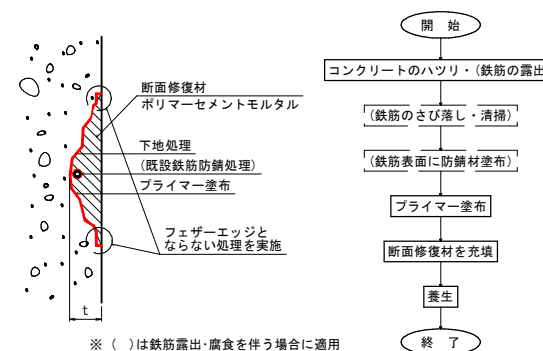 断面修復材
ポリマーセメントモルタル
下地処理
(既設鉄筋防錆処理)
プライマー塗布
フェザーエッジと
ならない処理を実施
t
※ ( )は鉄筋露出・腐食を伴う場合に適用
開 始
コンクリートのハツリ・(鉄筋の露出
(鉄筋のさび落し・清掃)
(鉄筋表面に防錆材塗布)
プライマー塗布
断面修復材を充填
養生
終 了